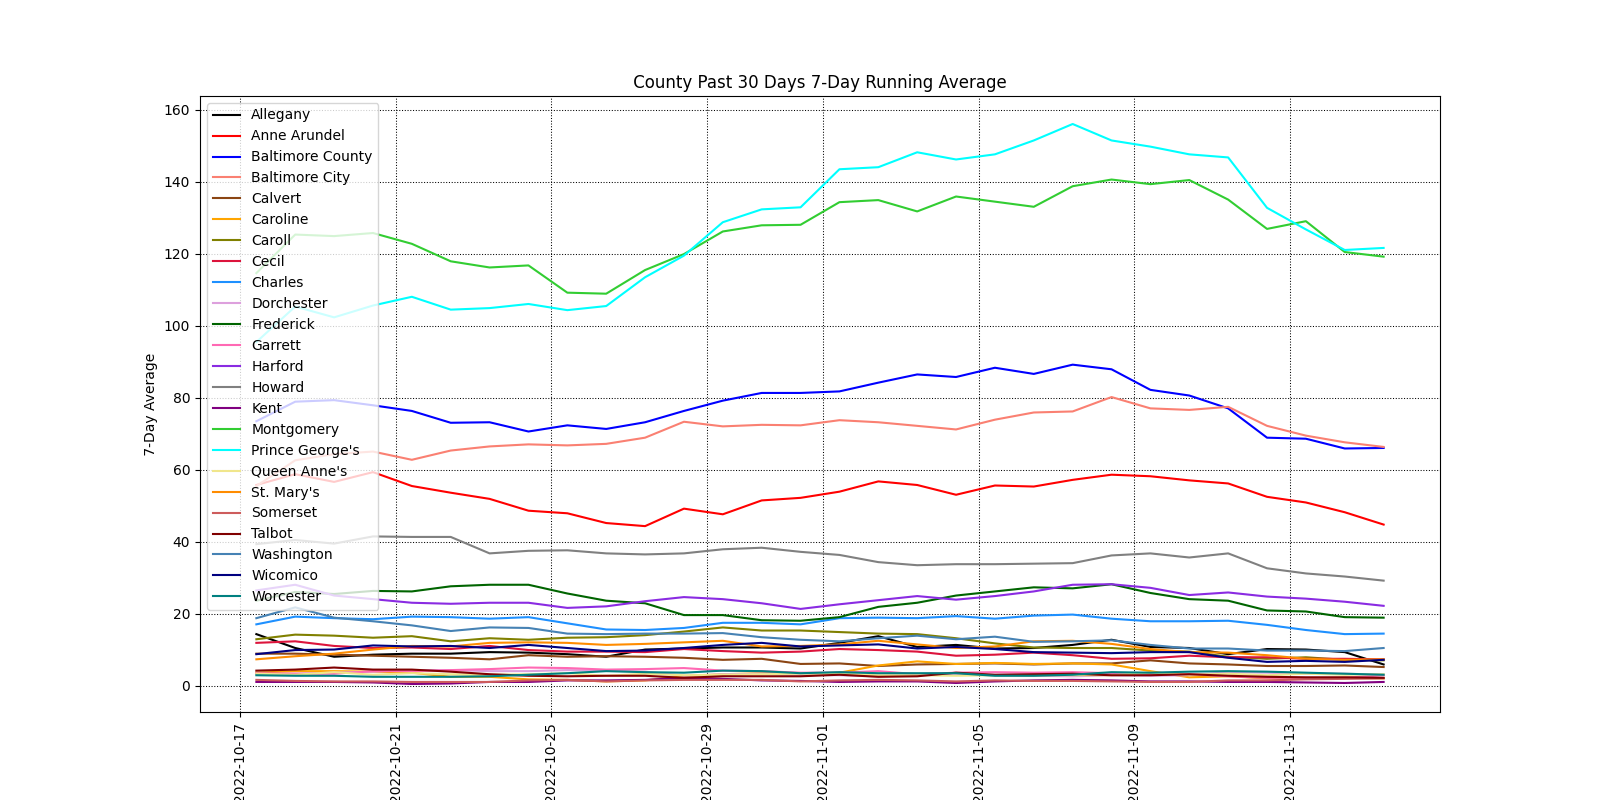 County Past 30 Days 7-Day Running Average
160
140
120
100
80
60
40
20
0
7-Day Average
Allegany
Anne Arundel
Baltimore County
Baltimore City
Calvert
Caroline
Caroll
Cecil
Charles
Dorchester
Frederick
Garrett
Harford
Howard
Kent
Montgomery
Prince George's
Queen Anne's
St. Mary's
Somerset
Talbot
Washington
Wicomico
Worcester
2022-10-17
2022-10-21
2022-10-25
2022-10-29
2022-11-01
2022-11-05
2022-11-09
2022-11-13